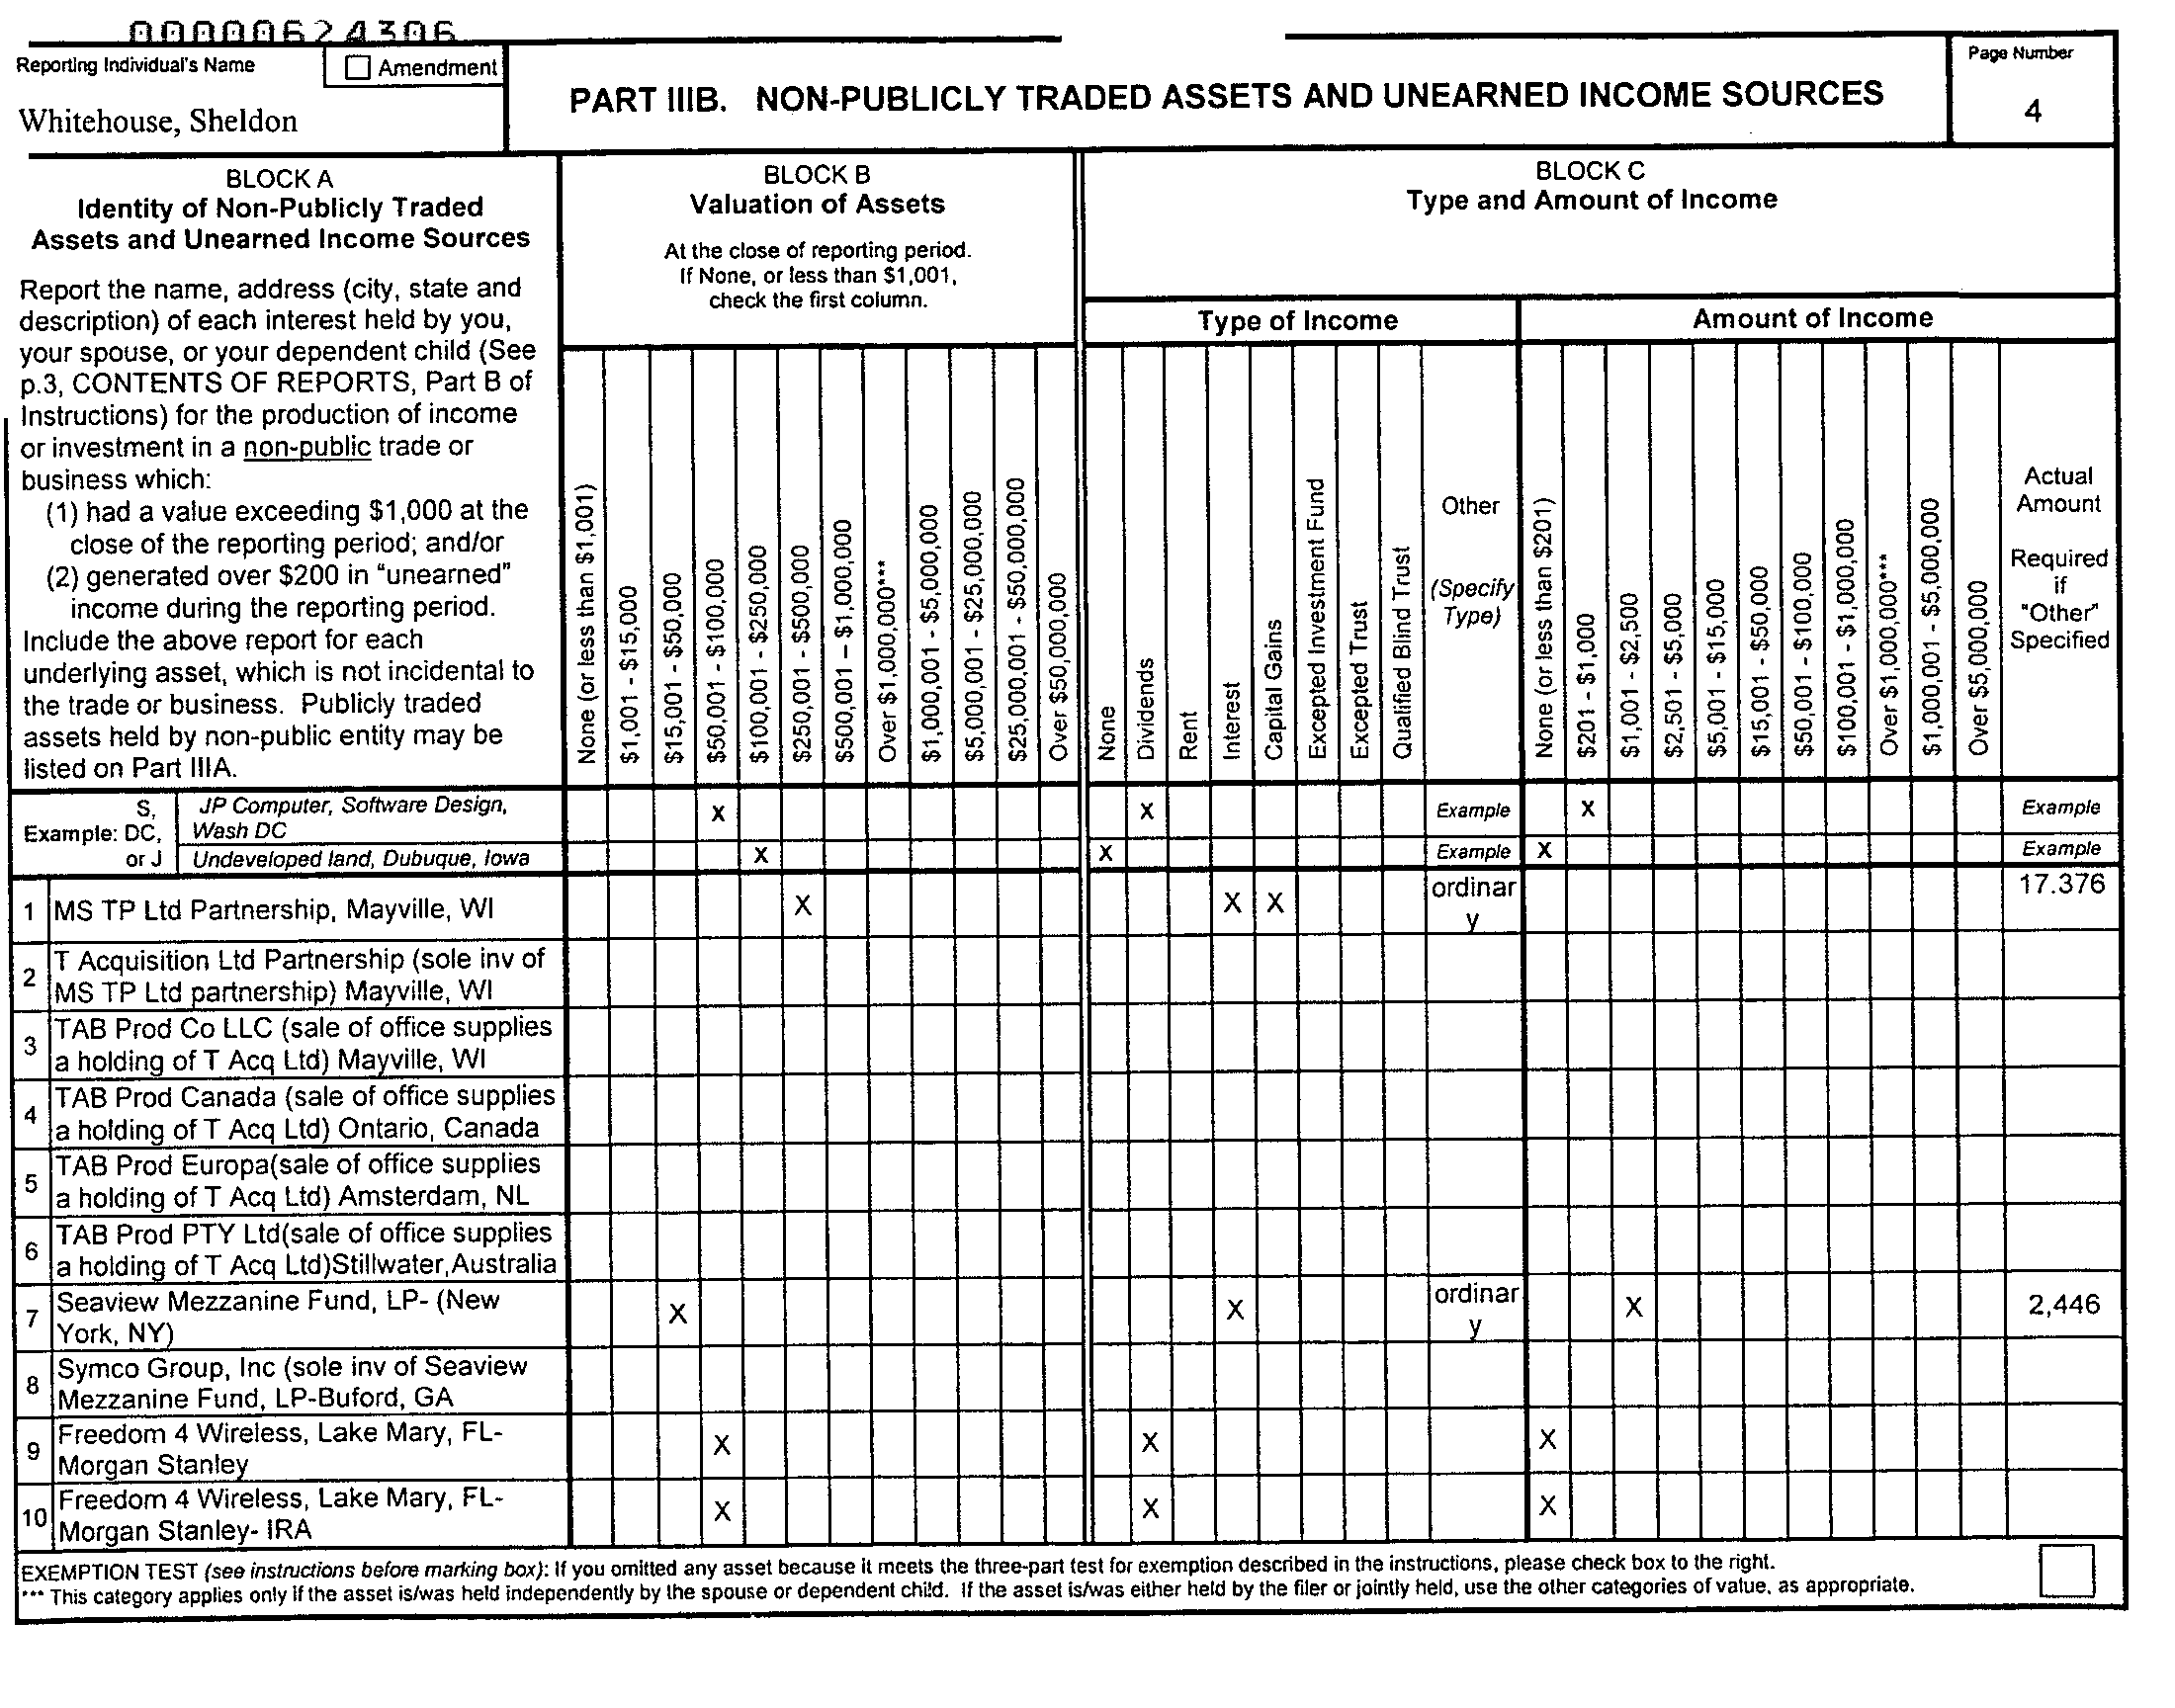 00000624306
Reporting Individual's Name
Amendment
Whitehouse, Sheldon
PART IIIB. NON-PUBLICLY TRADED ASSETS AND UNEARNED INCOME SOURCES
Page Number
4
BLOCK A
Identity of Non-Publicly Traded
Assets and Unearned Income Sources
Report the name, address (city, state and
description) of each interest held by you,
your spouse, or your dependent child (See
p.3, CONTENTS OF REPORTS, Part B of
Instructions) for the production of income
or investment in a non-public trade or
business which:
(1) had a value exceeding $1,000 at the
close of the reporting period; and/or
(2) generated over $200 in "unearned"
income during the reporting period.
Include the above report for each
underlying asset, which is not incidental to
the trade or business. Publicly traded
assets held by non-public entity may be
listed on Part IIIA.
BLOCK B
Valuation of Assets
At the close of reporting period.
If None, or less than $1,001,
check the first column.
None (or less than $1,001)
$1,001 - $15,000
$15,001 - $50,000
$50,001 - $100,000
$100,001 - $250,000
$250,001 - $500,000
$500,001 – $1,000,000
Over $1,000,000***
$1,000,001 - $5,000,000
$5,000,001 - $25,000,000
$25,000,001 - $50,000,000
Over $50,000,000
BLOCK C
Type and Amount of Income
Type of Income
None
Dividends
Rent
Interest
Capital Gains
Excepted Investment Fund
Excepted Trust
Qualified Blind Trust
Other
(Specify
Type)
Amount of Income
None (or less than $201)
$201 - $1,000
$1,001 - $2,500
$2,501 - $5,000
$5,001 - $15,000
$15,001 - $50,000
$50,001 - $100,000
$100,001 - $1,000,000
Over $1,000,000***
$1,000,001 - $5,000,000
Over $5,000,000
Actual
Amount
Required
if
"Other"
Specified
S,
Example: DC,
or J
JP Computer, Software Design,
Wash DC
X X Example X Example
Undeveloped land, Dubuque, Iowa X X Example X Example
1 MS TP Ltd Partnership, Mayville, WI X X X ordinar
y
17.376
2 T Acquisition Ltd Partnership (sole inv of
MS TP Ltd partnership) Mayville, WI
3 TAB Prod Co LLC (sale of office supplies
a holding of T Acq Ltd) Mayville, WI
4 TAB Prod Canada (sale of office supplies
a holding of T Acq Ltd) Ontario, Canada
5 TAB Prod Europa(sale of office supplies
a holding of T Acq Ltd) Amsterdam, NL
6 TAB Prod PTY Ltd(sale of office supplies
a holding of T Acq Ltd)Stillwater,Australia
7 Seaview Mezzanine Fund, LP- (New
York, NY)
X X ordinar
y
X 2,446
8 Symco Group, Inc (sole inv of Seaview
Mezzanine Fund, LP-Buford, GA
9 Freedom 4 Wireless, Lake Mary, FL-
Morgan Stanley
X X X
10 Freedom 4 Wireless, Lake Mary, FL-
Morgan Stanley- IRA
X X X
EXEMPTION TEST (see instructions before marking box): If you omitted any asset because it meets the three-part test for exemption described in the instructions, please check box to the right.
*** This category applies only if the asset is/was held independently by the spouse or dependent child. If the asset is/was either held by the filer or jointly held, use the other categories of value, as appropriate.